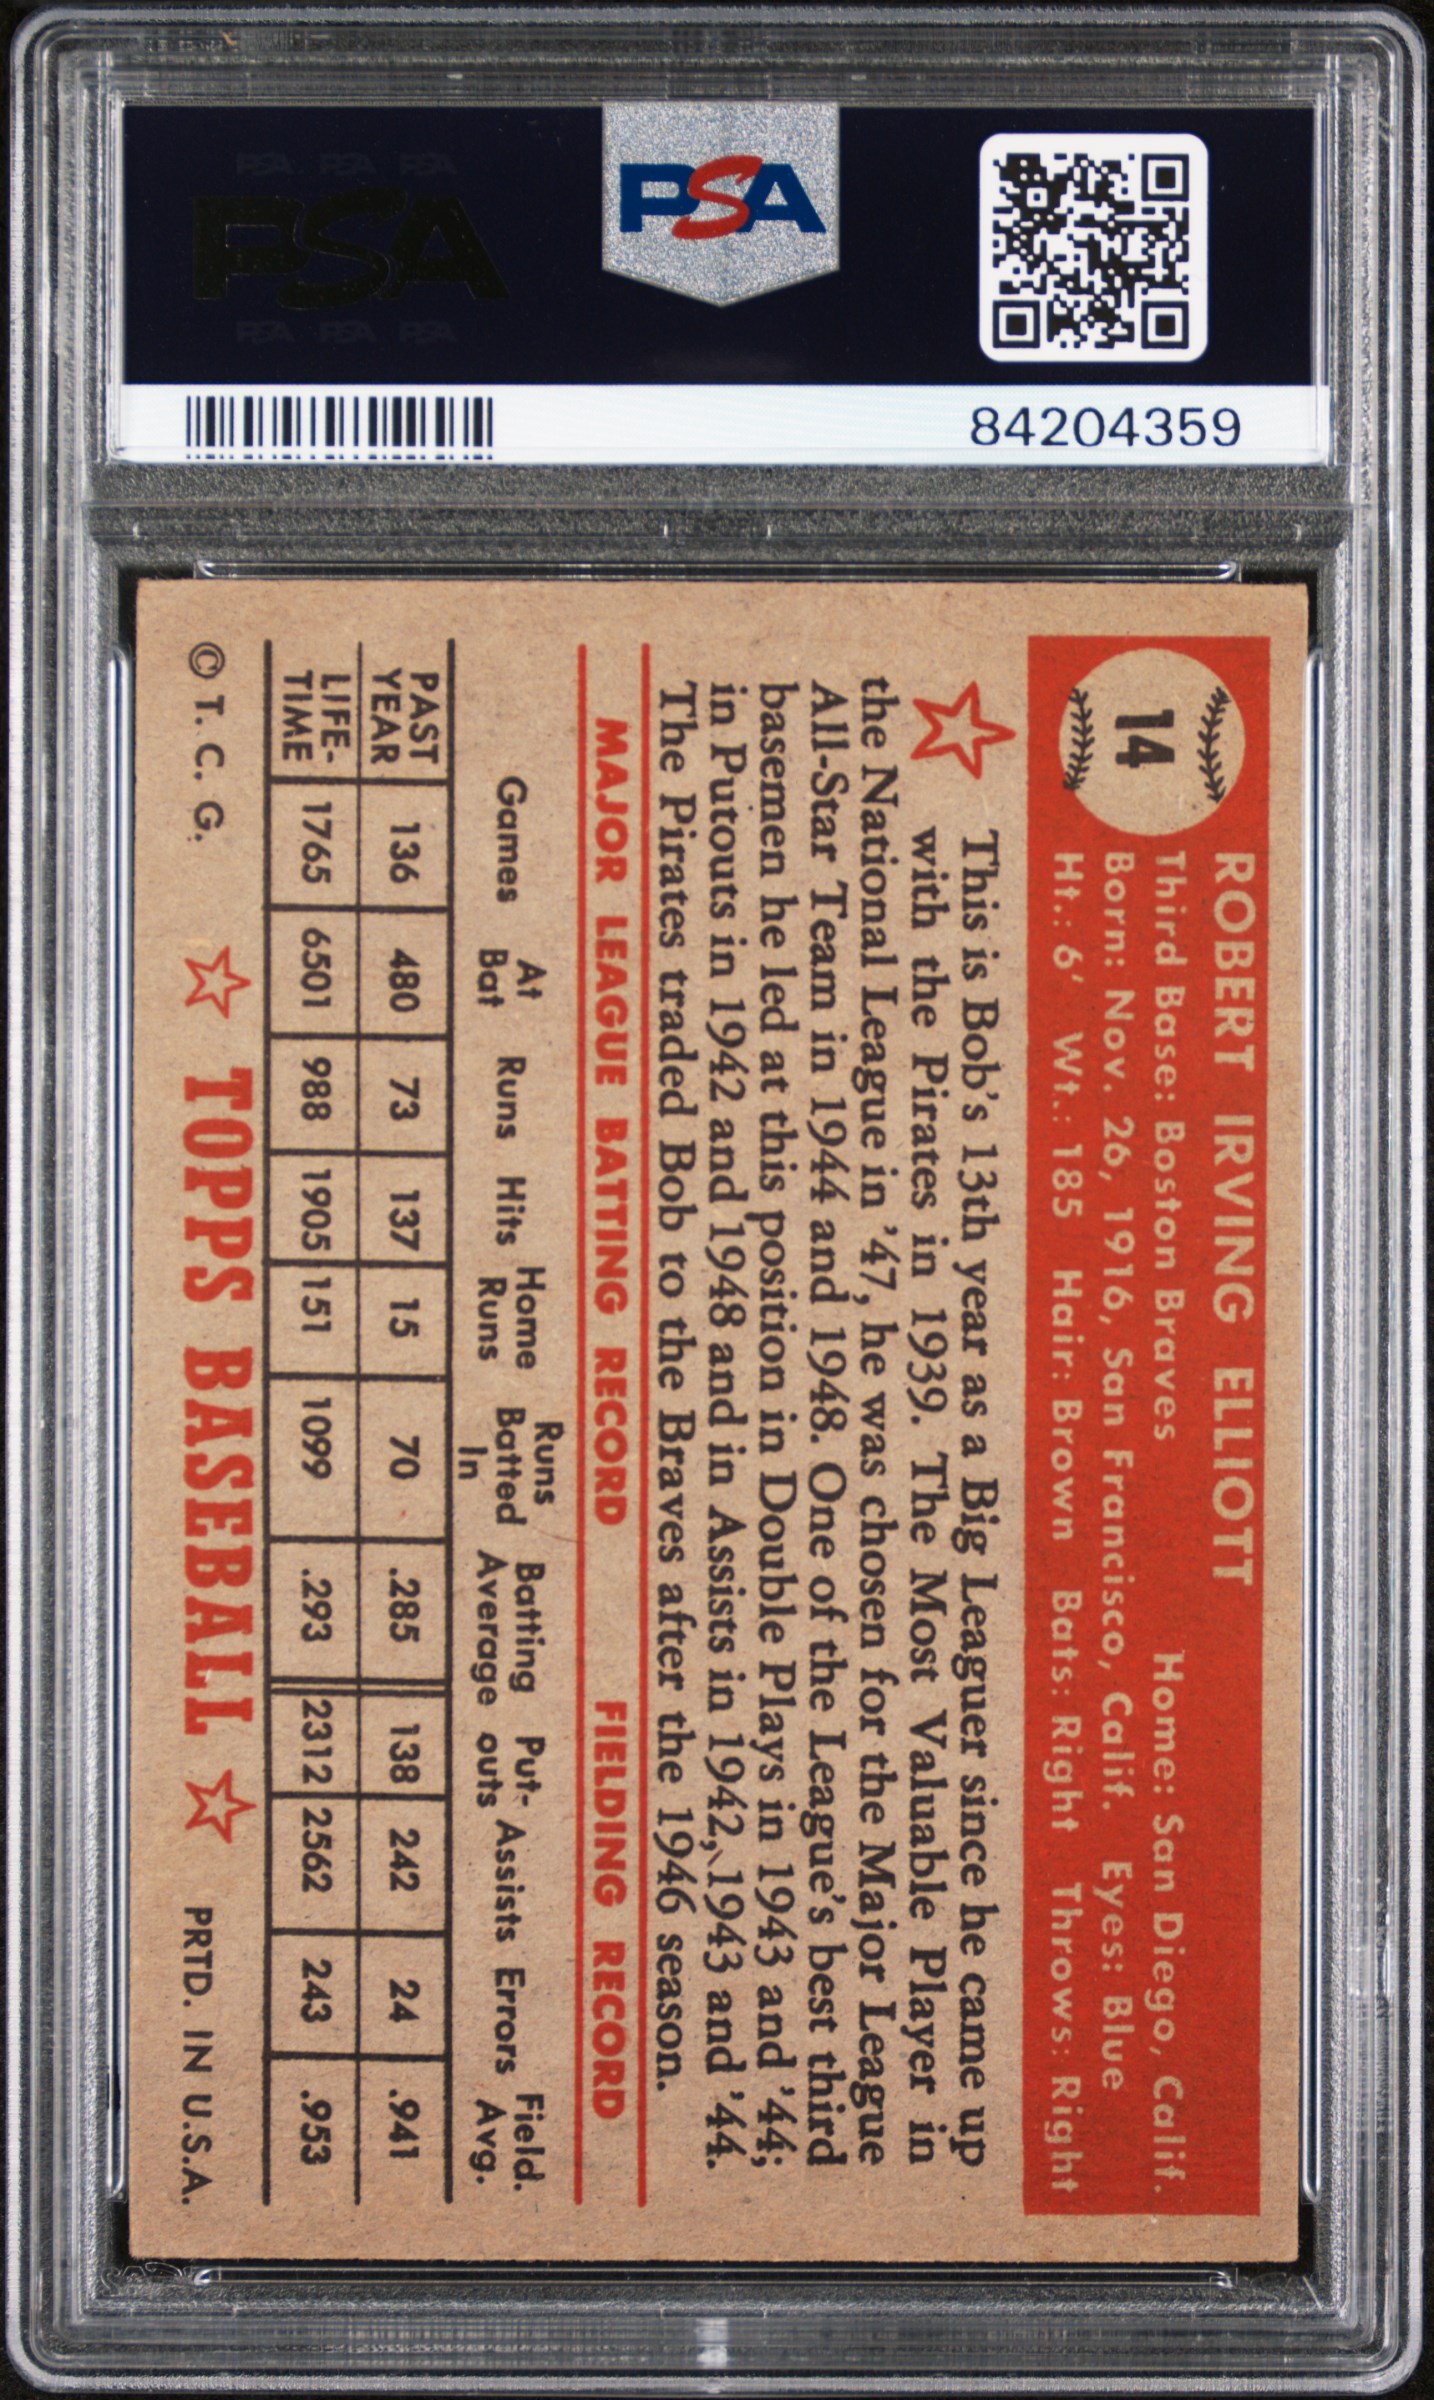 PSA PSA PSA
PSA
PSA PSA PSA
PSA
84204359
14
ROBERT IRVING ELLIOTT
Third Base: Boston Braves Home: San Diego, Calif.
Born: Nov. 26, 1916, San Francisco, Calif. Eyes: Blue
Ht.: 6' Wt.: 185 Hair: Brown Bats: Right Throws: Right
This is Bob's 13th year as a Big Leaguer since he came up
with the Pirates in 1939. The Most Valuable Player in
the National League in '47, he was chosen for the Major League
All-Star Team in 1944 and 1948. One of the League's best third
basemen he led at this position in Double Plays in 1943 and '44;
in Putouts in 1942 and 1948 and in Assists in 1942, 1943 and '44.
The Pirates traded Bob to the Braves after the 1946 season.
MAJOR LEAGUE BATTING RECORD FIELDING RECORD
Games At Bat Runs Hits Home Runs Runs Batted In Batting Average Put-outs Assists Errors Field. Avg.
PAST YEAR 136 480 73 137 15 70 .285 138 242 24 .941
LIFE-TIME 1765 6501 988 1905 151 1099 .293 2312 2562 243 .953
© T. C. G. ☆ TOPPS BASEBALL ☆ PRTD. IN U.S.A.